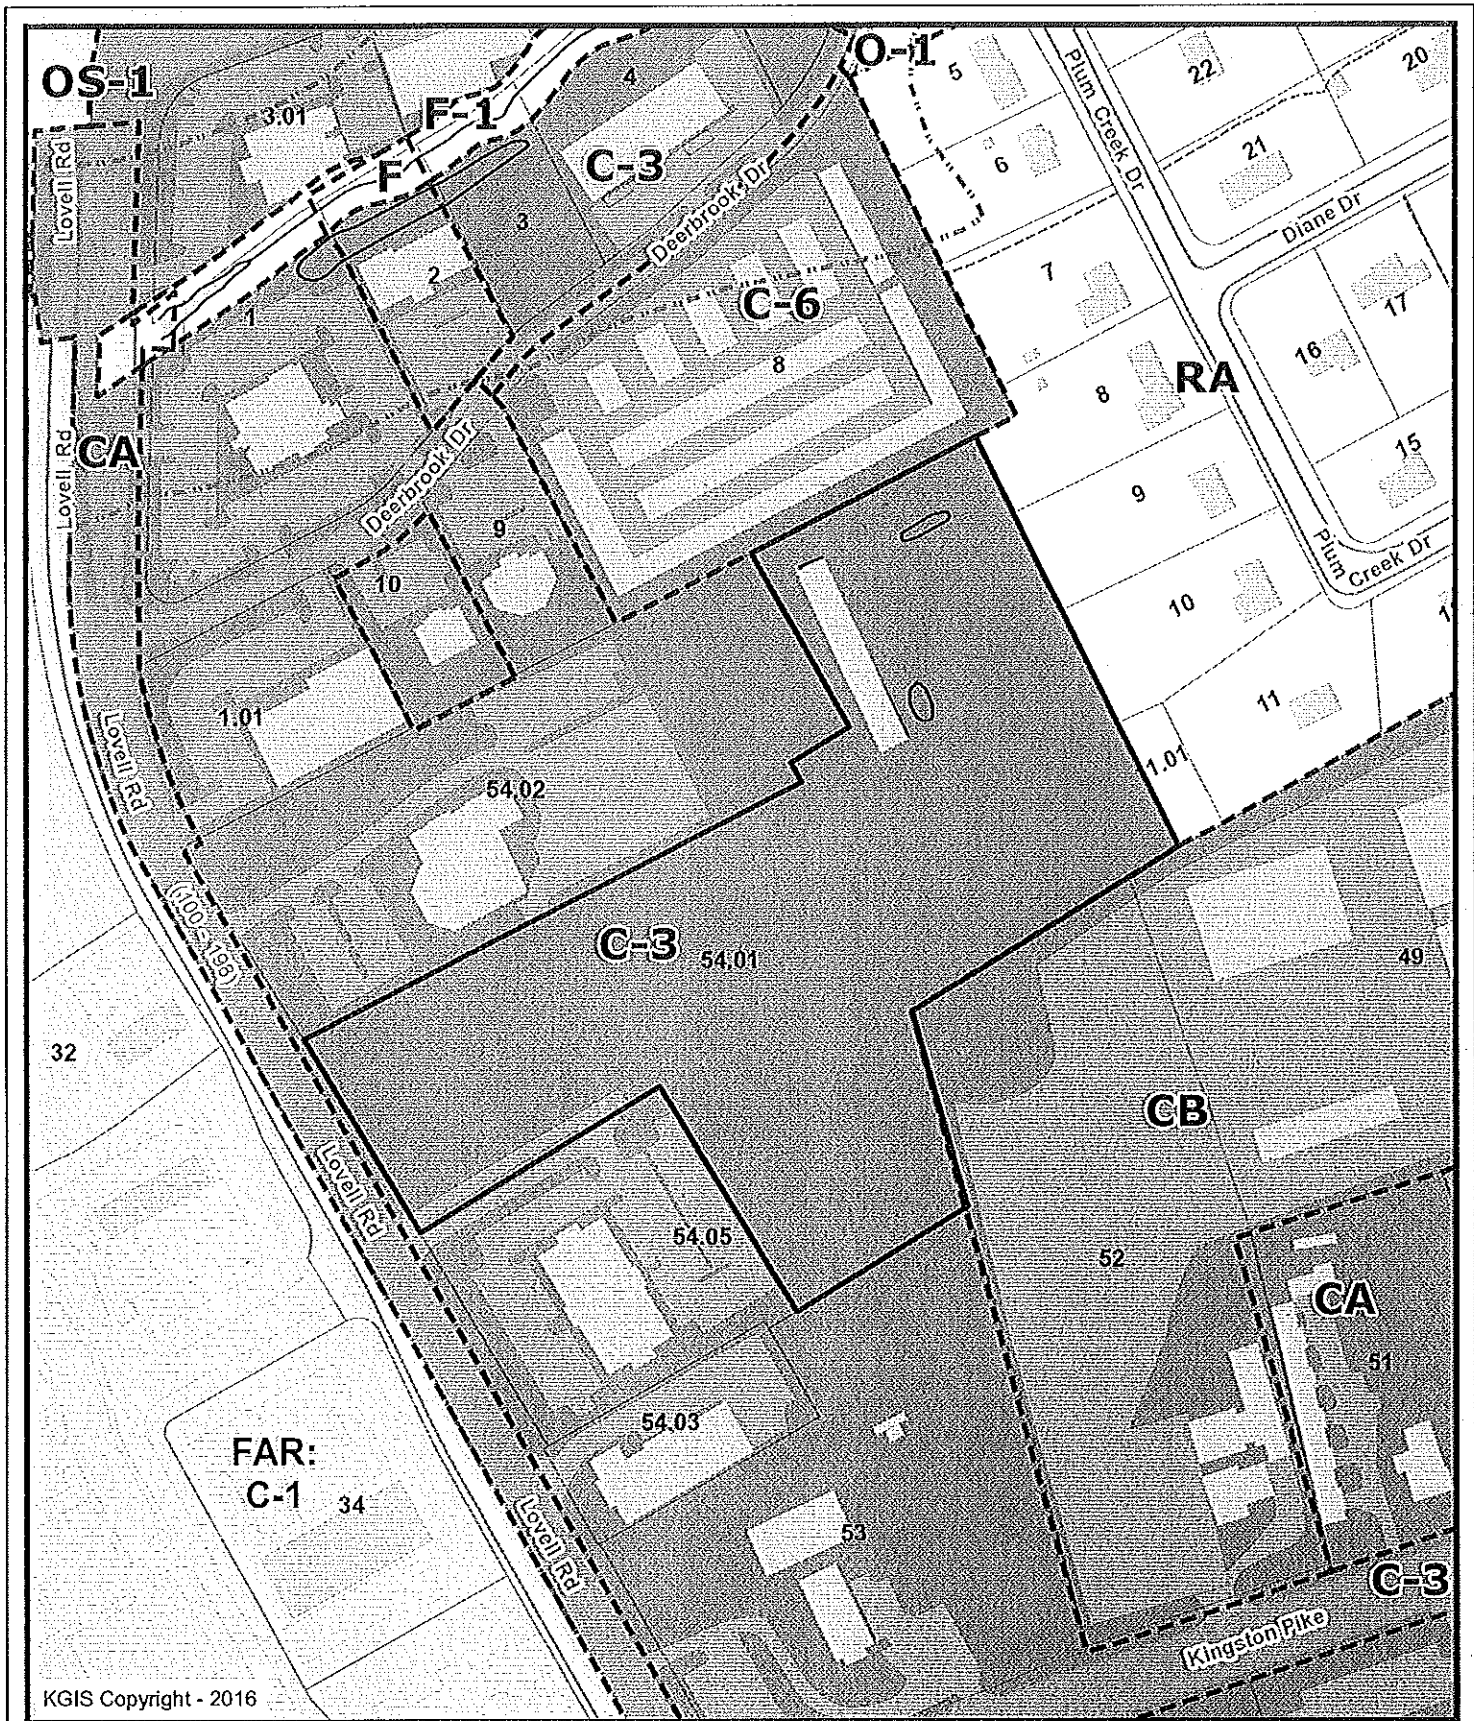 OS-1
O-1
5
22
20
4
3.01
F-1
Plum Creek Dr
Lovell Rd
F
C-3
6
21
3
Deerbrook Dr
Diane Dr
2
7
C-6
1
8
17
16
RA
8
CA
Lovell Rd
Deerbrook Dr
15
9
9
10
Plum Creek Dr
10
1.01
11
Lovell Rd
1.01
54.02
(100 - 198)
C-3
54.01
49
32
CB
Lovell Rd
54.05
52
CA
51
54.03
FAR:
C-1
34
Lovell Rd
53
C-3
Kingston Pike
KGIS Copyright - 2016